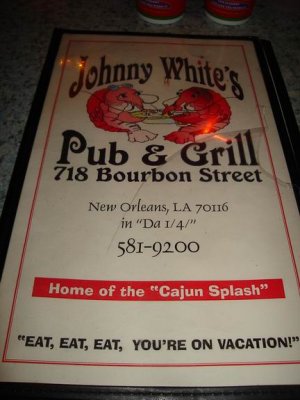 Johnny White's
Pub & Grill
718 Bourbon Street
New Orleans, LA 70116
in "Da 1/4/"
581-9200
Home of the "Cajun Splash"
"EAT, EAT, EAT, YOU'RE ON VACATION!"